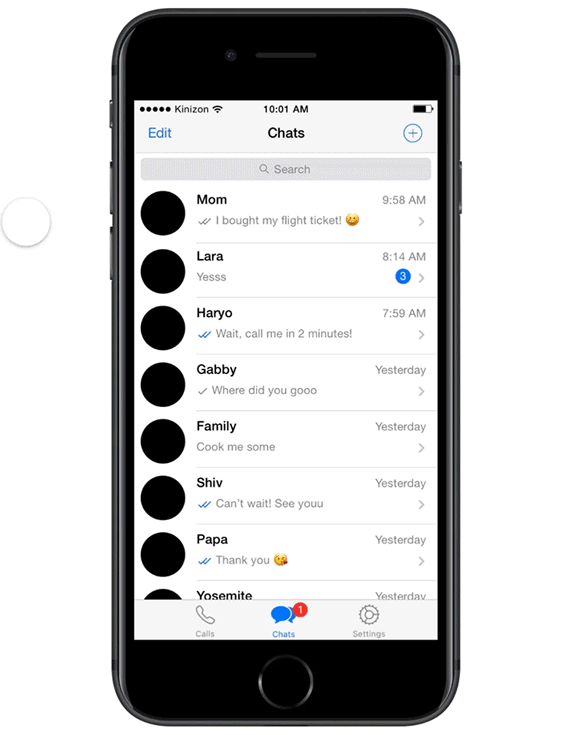 Kinizon 10:01 AM
Edit Chats
Search
Mom 9:58 AM
I bought my flight ticket! 😀
Lara 8:14 AM
Yesss 3
Haryo 7:59 AM
Wait, call me in 2 minutes!
Gabby Yesterday
Where did you gooo
Family Yesterday
Cook me some
Shiv Yesterday
Can't wait! See youu
Papa Yesterday
Thank you 😘
Yosemite Yesterday
1
Calls Chats Settings